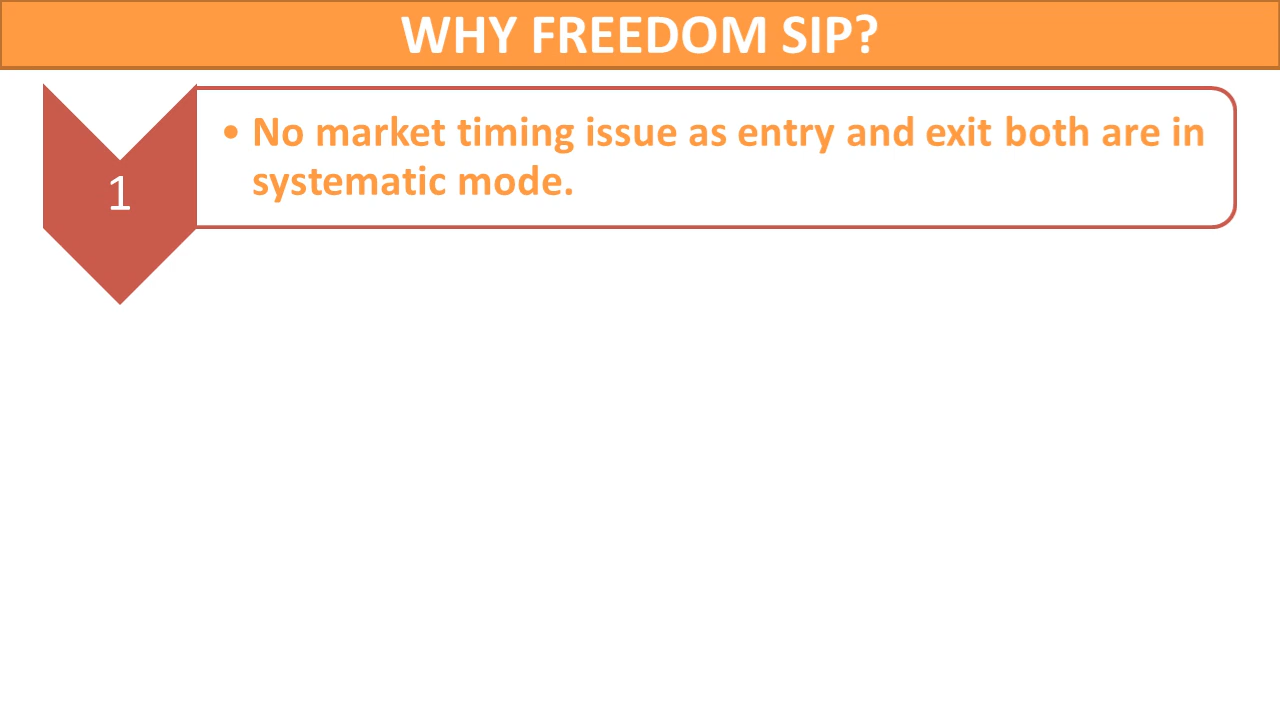 WHY FREEDOM SIP?
1
• No market timing issue as entry and exit both are in
systematic mode.